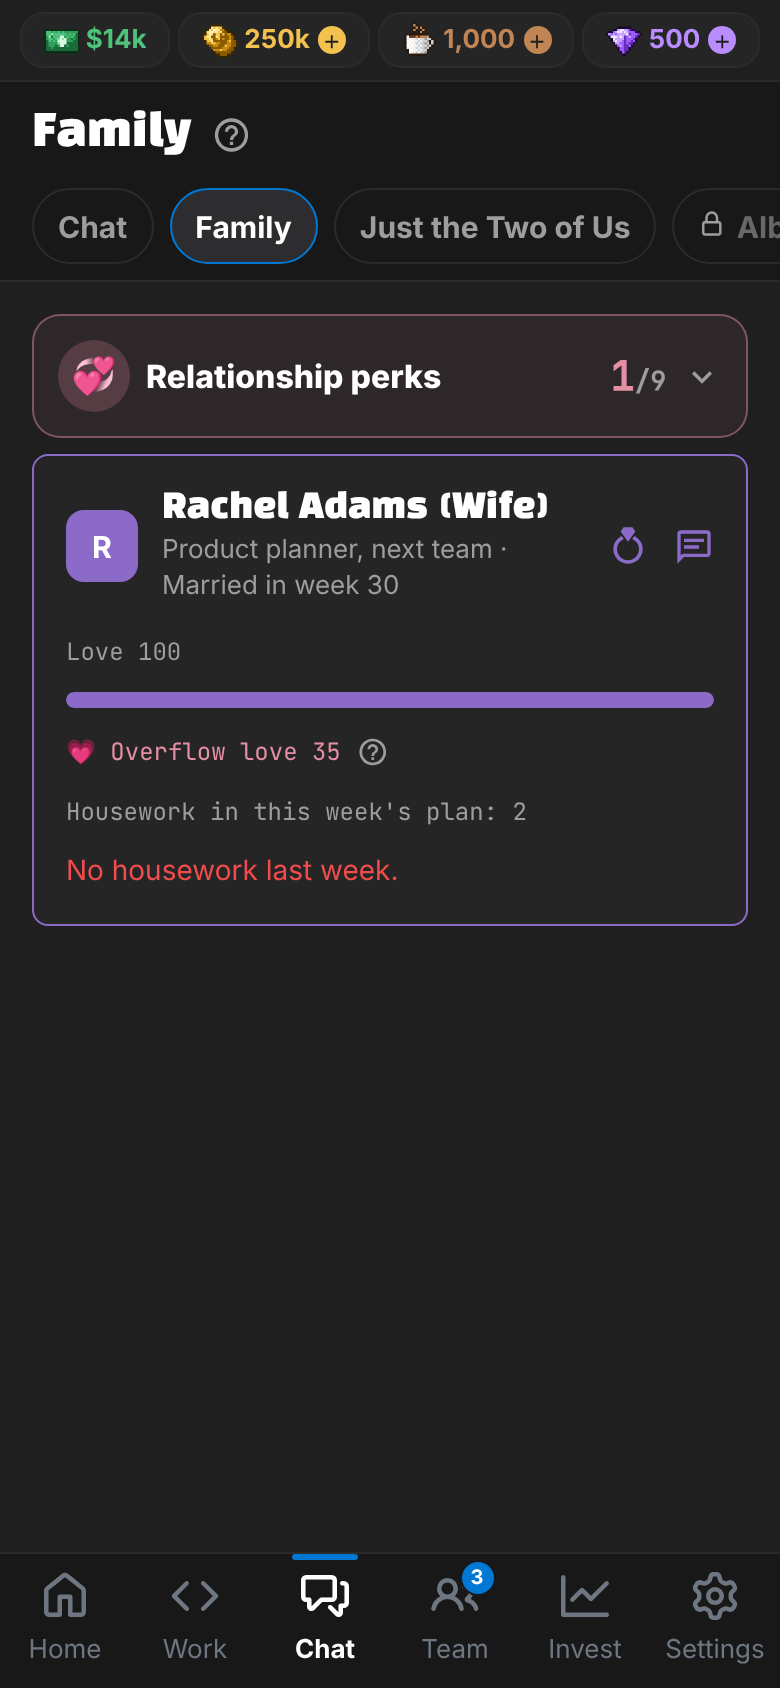 $14k
250k
1,000
500
Family
Chat
Family
Just the Two of Us
Alb
Relationship perks
1/9
R
Rachel Adams (Wife)
Product planner, next team ·
Married in week 30
Love 100
Overflow love 35
Housework in this week's plan: 2
No housework last week.
3
Home
Work
Chat
Team
Invest
Settings